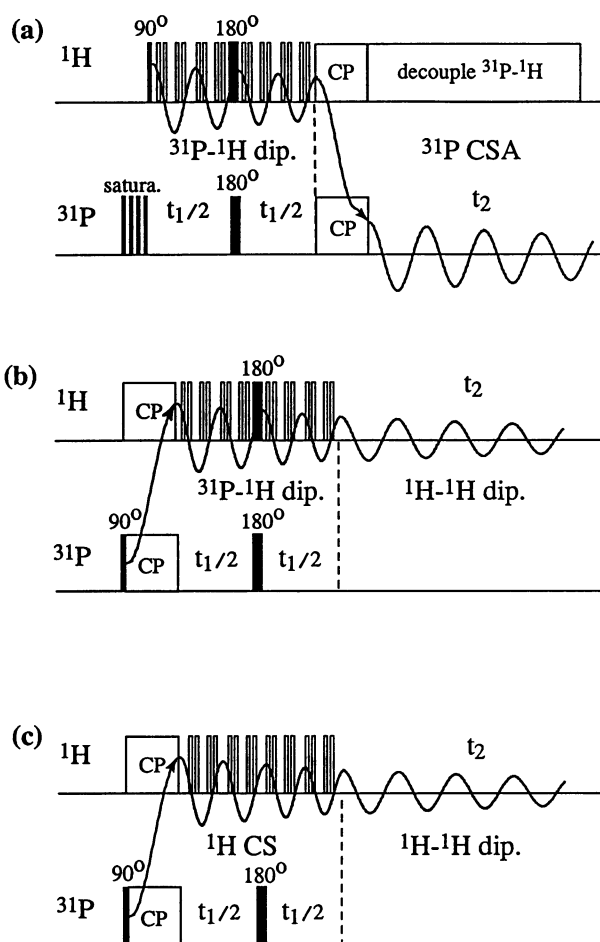 (a)
90° 180°
¹H CP decouple ³¹P-¹H
³¹P-¹H dip. ³¹P CSA
satura. 180°
³¹P t₁/2 t₁/2 CP t₂
(b)
180°
¹H CP t₂
³¹P-¹H dip. ¹H-¹H dip.
90° 180°
³¹P CP t₁/2 t₁/2
(c)
¹H CP t₂
¹H CS ¹H-¹H dip.
90° 180°
³¹P CP t₁/2 t₁/2